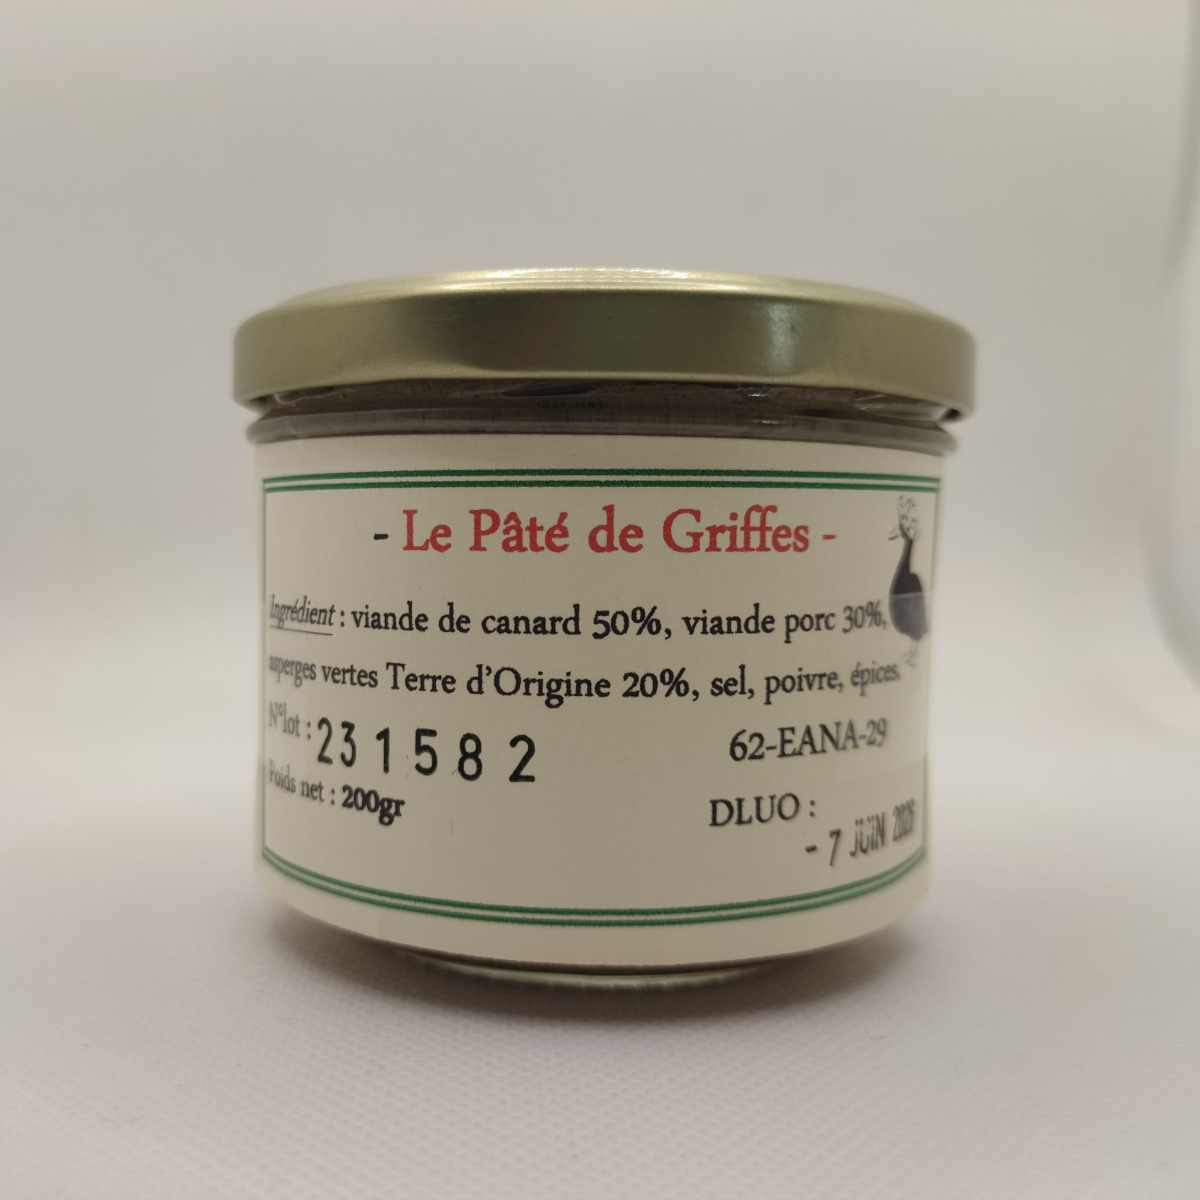 - Le Pâté de Griffes -
Ingrédient : viande de canard 50%, viande porc 30%,
asperges vertes Terre d'Origine 20%, sel, poivre, épices.
N°lot : 231582
62-EANA-29
Poids net : 200gr
DLUO :
- 7 JUIN